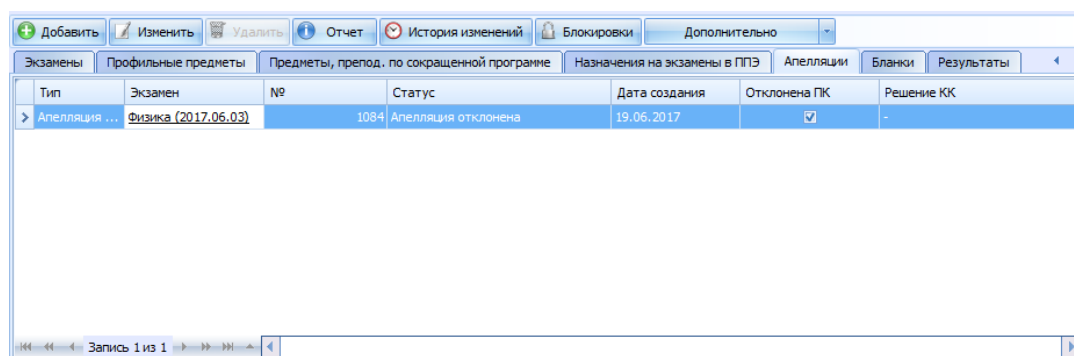 Добавить Изменить Удалить Отчет История изменений Блокировки Дополнительно
Экзамены Профильные предметы Предметы, препод. по сокращенной программе Назначения на экзамены в ППЭ Апелляции Бланки Результаты
Тип Экзамен № Статус Дата создания Отклонена ПК Решение КК
Апелляция ... Физика (2017.06.03) 1084 Апелляция отклонена 19.06.2017 -
Запись 1 из 1